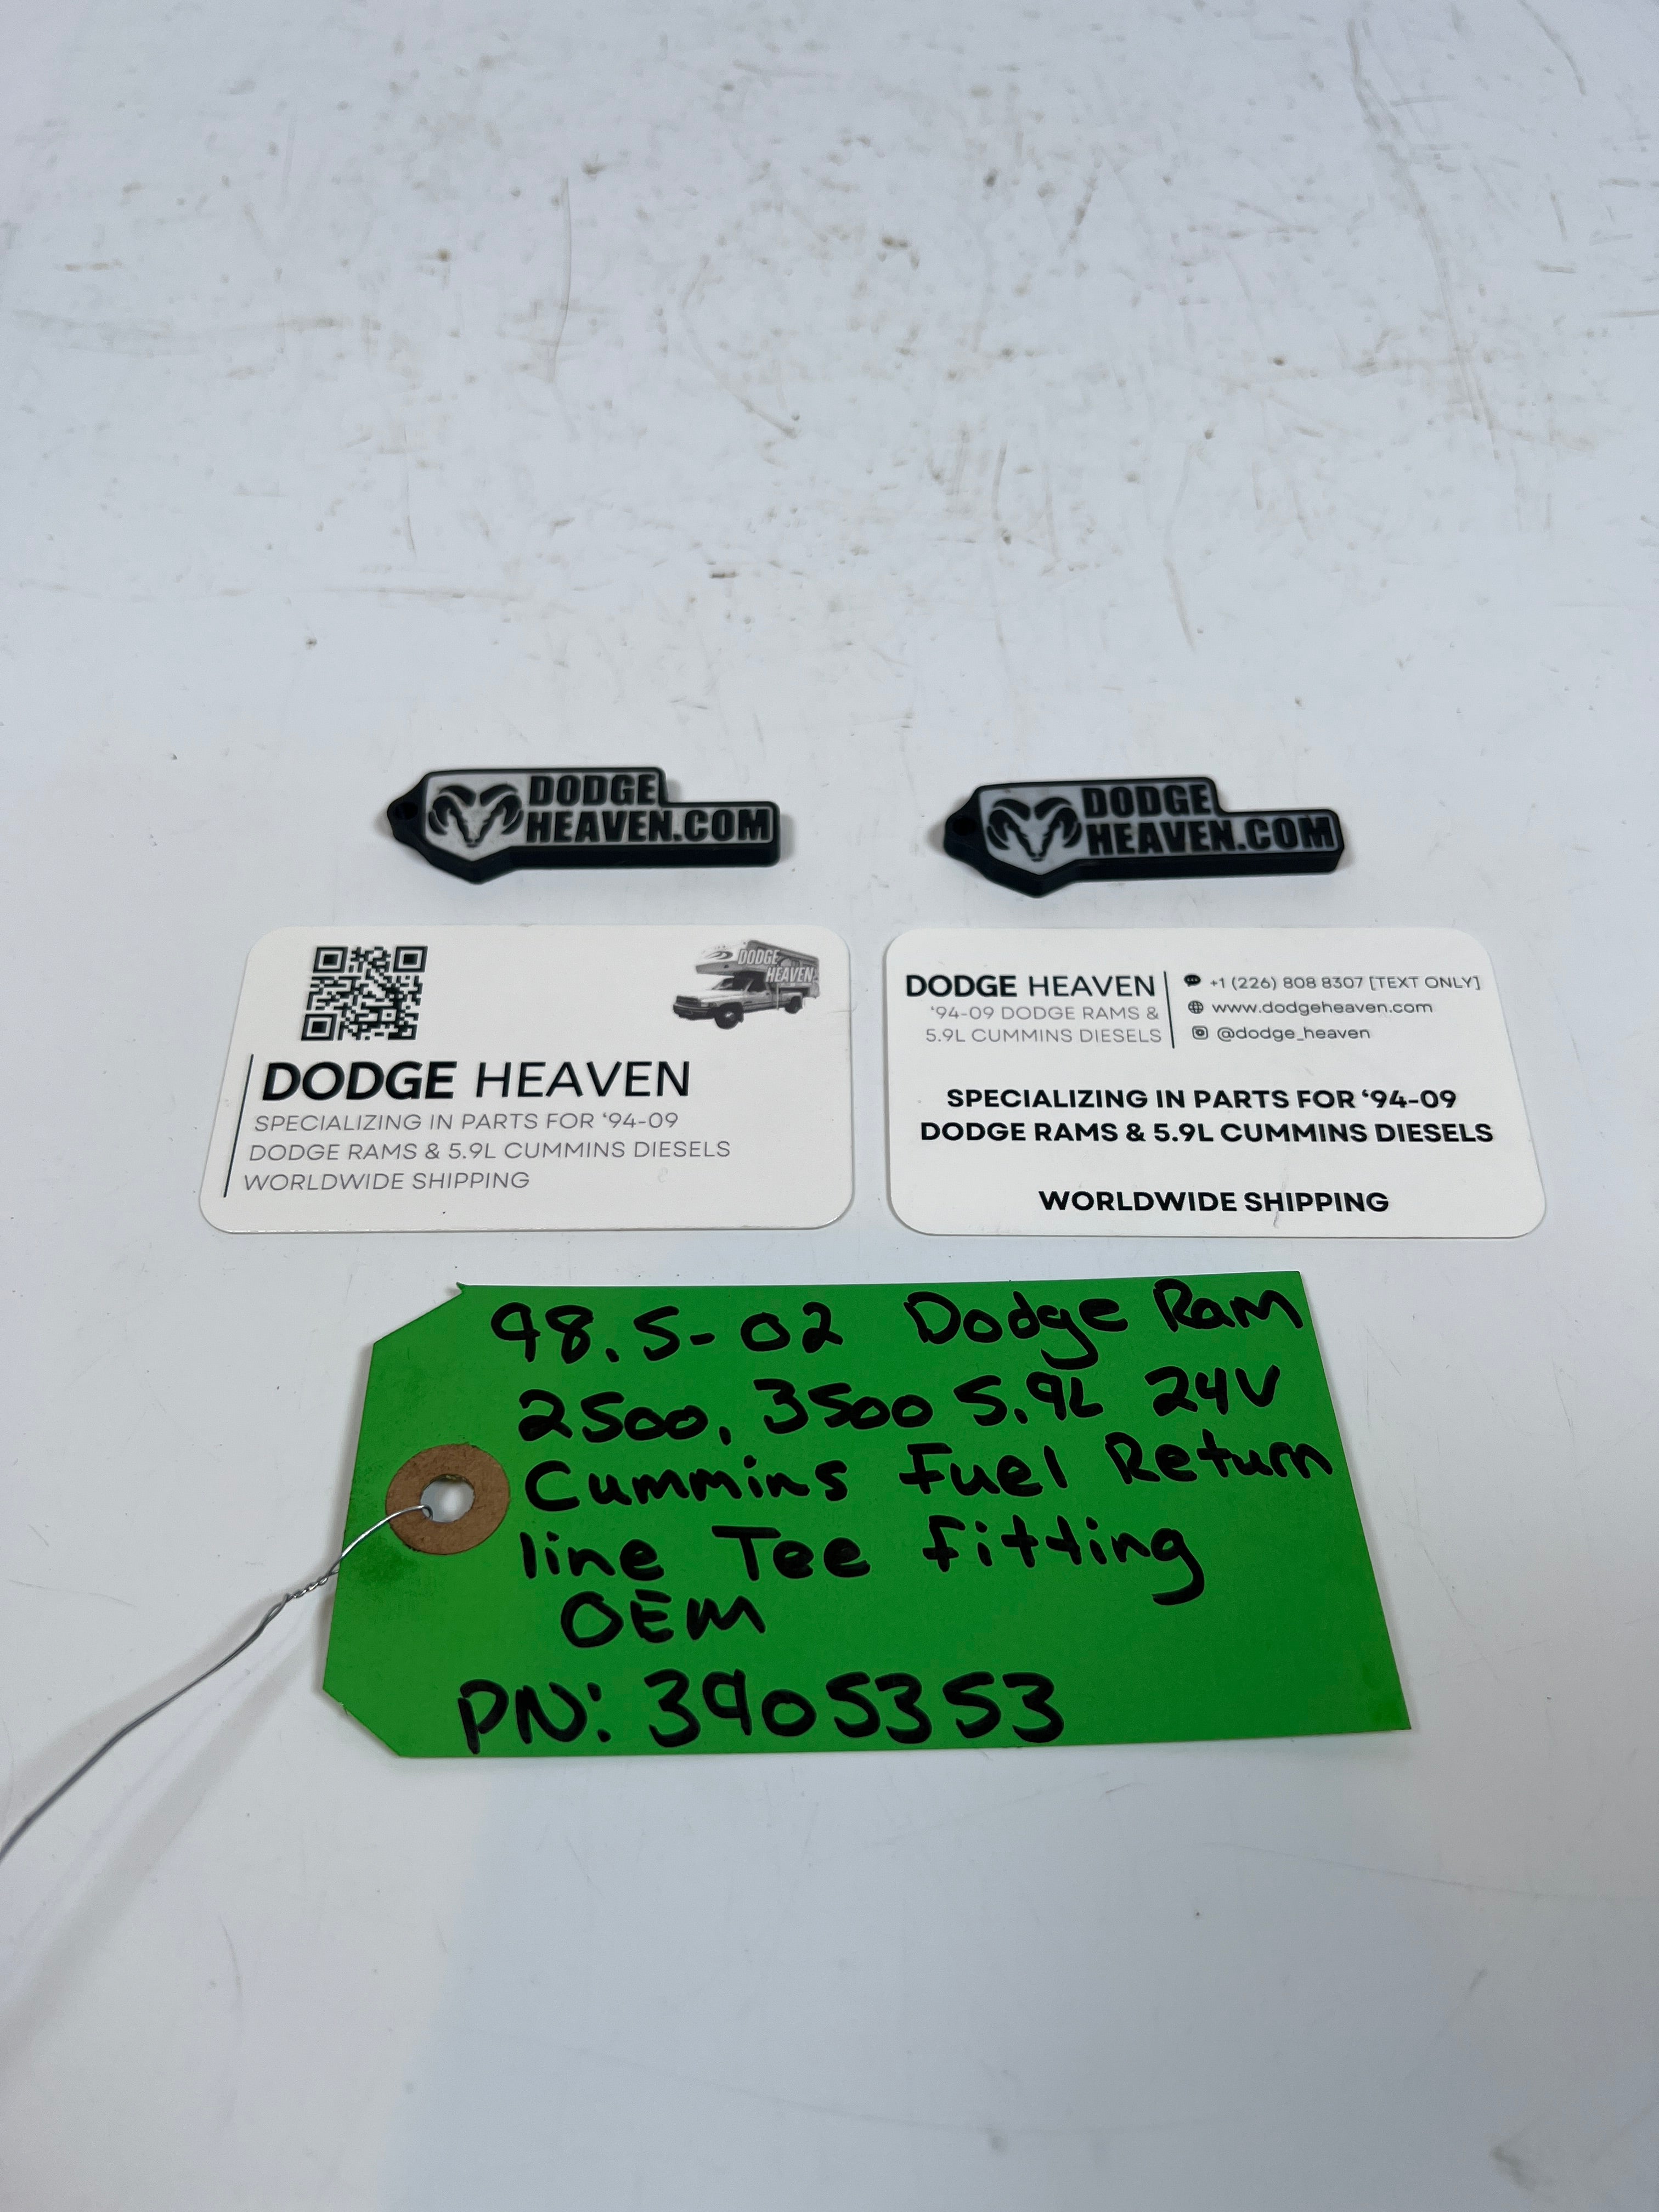 DODGE
HEAVEN.COM
DODGE
HEAVEN.COM
DODGE
HEAVEN
DODGE HEAVEN
SPECIALIZING IN PARTS FOR ‘94-09
DODGE RAMS & 5.9L CUMMINS DIESELS
WORLDWIDE SHIPPING
DODGE HEAVEN
‘94-09 DODGE RAMS &
5.9L CUMMINS DIESELS
+1 (226) 808 8307 [TEXT ONLY]
www.dodgeheaven.com
@dodge_heaven
SPECIALIZING IN PARTS FOR ‘94-09
DODGE RAMS & 5.9L CUMMINS DIESELS
WORLDWIDE SHIPPING
98.5-02 Dodge Ram
2500, 3500 5.9L 24V
Cummins Fuel Return
line Tee fitting
OEM
PN: 3905353